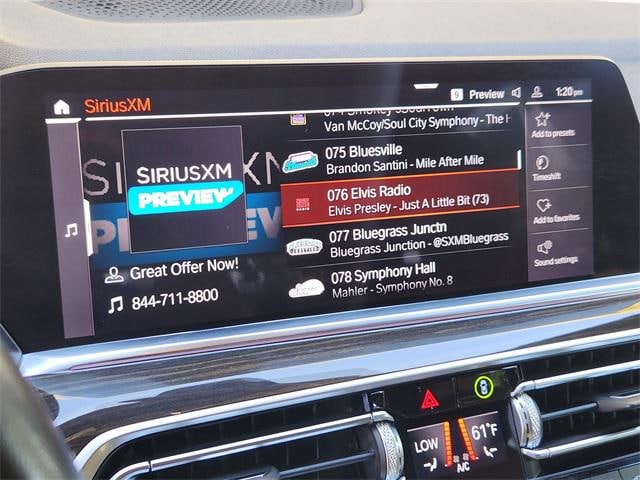 SiriusXM
9 Preview 1:20 pm
Van McCoy/Soul City Symphony - The H
075 Bluesville
Brandon Santini - Mile After Mile
076 Elvis Radio
Elvis Presley - Just A Little Bit (73)
077 Bluegrass Junctn
Bluegrass Junction - @SXMBluegrass
078 Symphony Hall
Mahler - Symphony No. 8
SIRIUSXM
PREVIEW
Great Offer Now!
844-711-8800
Add to presets
Timeshift
Add to favorites
Sound settings
LOW
61°F
A/C